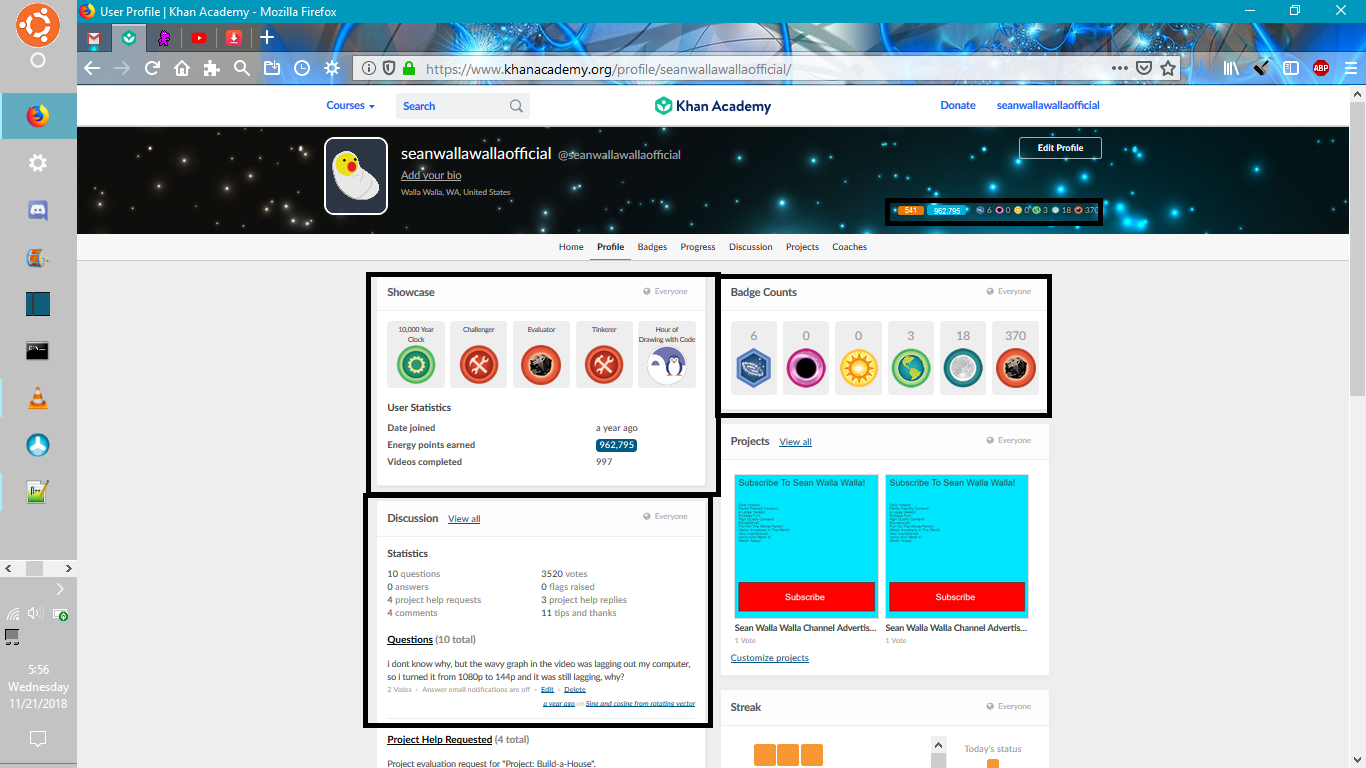 User Profile | Khan Academy - Mozilla Firefox
https://www.khanacademy.org/profile/seanwallawallaofficial/
ABP
Courses
Search
Khan Academy
Donate
seanwallawallaofficial
seanwallawallaofficial @seanwallawallaofficial
Add your bio
Walla Walla, WA, United States
Edit Profile
541 962,795 6 0 0 3 18 370
Home Profile Badges Progress Discussion Projects Coaches
Showcase
Everyone
10,000 Year Clock
Challenger
Evaluator
Tinkerer
Hour of Drawing with Code
User Statistics
Date joined a year ago
Energy points earned 962,795
Videos completed 997
Badge Counts
Everyone
6 0 0 3 18 370
Discussion View all
Everyone
Statistics
10 questions 3520 votes
0 answers 0 flags raised
4 project help requests 3 project help replies
4 comments 11 tips and thanks
Questions (10 total)
i dont know why, but the wavy graph in the video was lagging out my computer,
so i turned it from 1080p to 144p and it was still lagging, why?
2 Votes • Answer email notifications are off • Edit • Delete
a year ago on Sine and cosine from rotating vector
Project Help Requested (4 total)
Project evaluation request for "Project: Build-a-House".
Projects View all
Everyone
Subscribe To Sean Walla Walla!
Subscribe
Sean Walla Walla Channel Advertis...
1 Vote
Subscribe To Sean Walla Walla!
Subscribe
Sean Walla Walla Channel Advertis...
1 Vote
Customize projects
Streak
Everyone
Today's status
5:56
Wednesday
11/21/2018